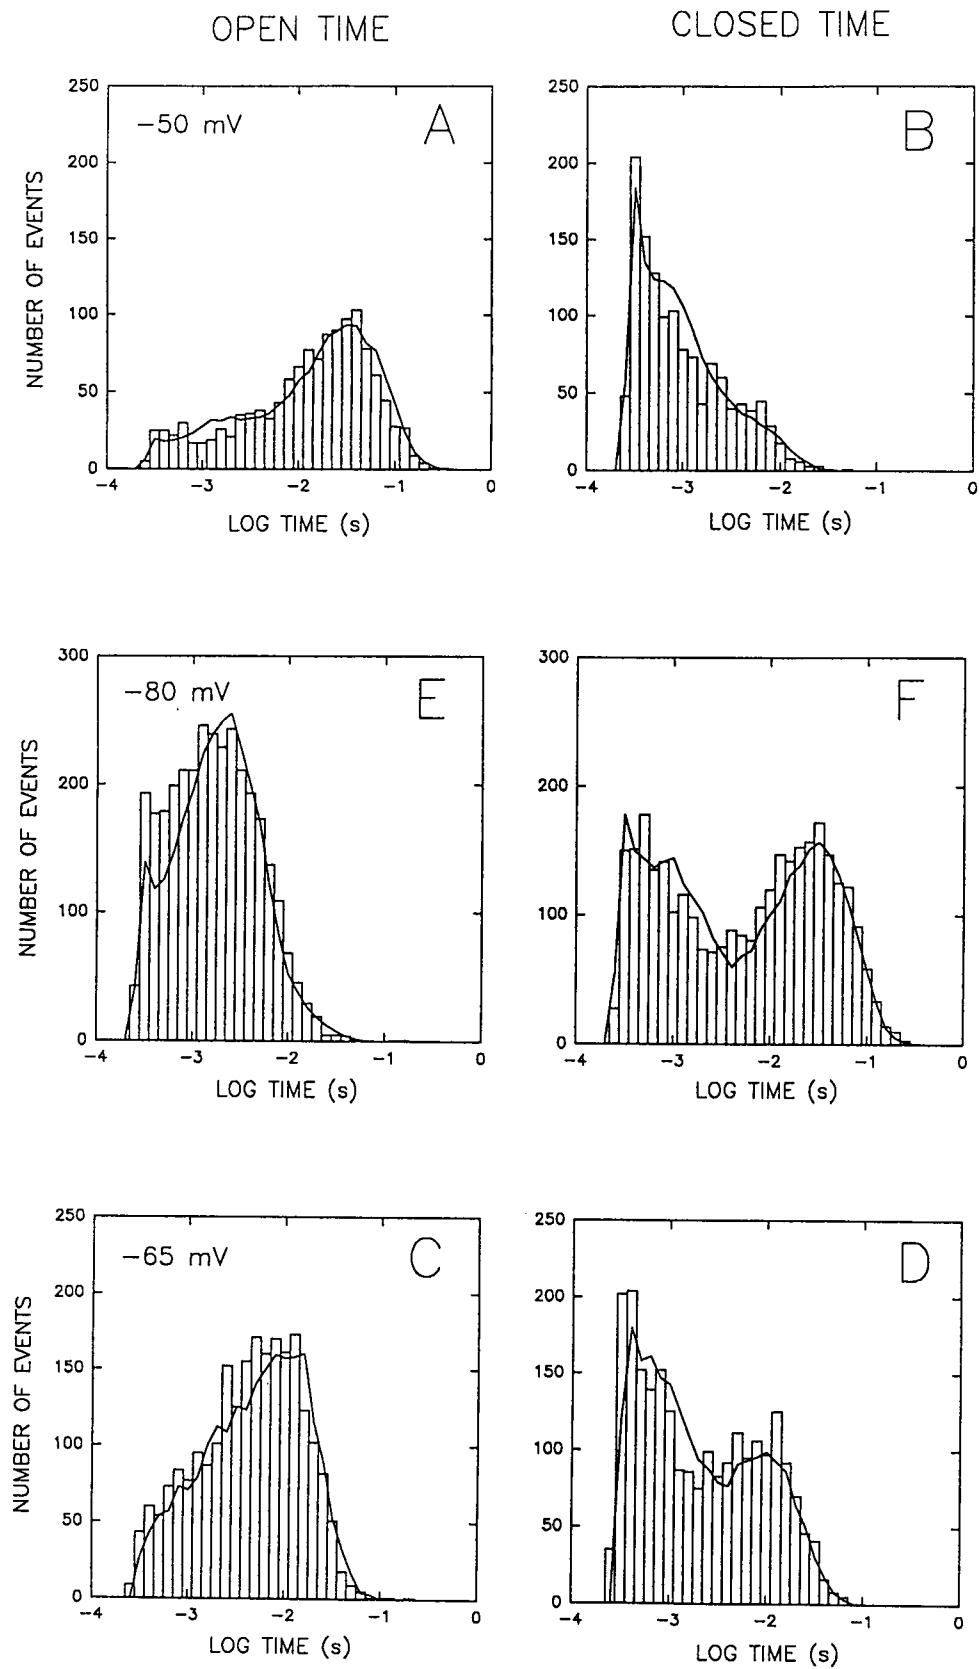 OPEN TIME
CLOSED TIME
NUMBER OF EVENTS
250
200
150
100
50
0
-50 mV
A
-4 -3 -2 -1 0
LOG TIME (s)
250
200
150
100
50
0
B
-4 -3 -2 -1 0
LOG TIME (s)
NUMBER OF EVENTS
300
200
100
0
-80 mV
E
-4 -3 -2 -1 0
LOG TIME (s)
300
200
100
0
F
-4 -3 -2 -1 0
LOG TIME (s)
NUMBER OF EVENTS
250
200
150
100
50
0
-65 mV
C
-4 -3 -2 -1 0
LOG TIME (s)
250
200
150
100
50
0
D
-4 -3 -2 -1 0
LOG TIME (s)